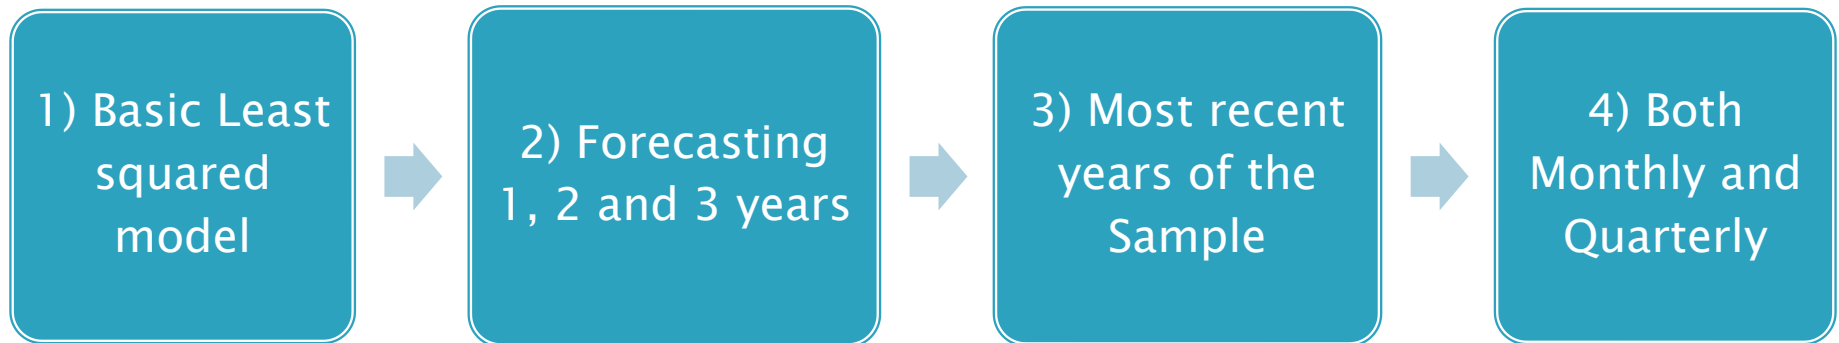 1) Basic Least
squared
model
2) Forecasting
1, 2 and 3 years
3) Most recent
years of the
Sample
4) Both
Monthly and
Quarterly